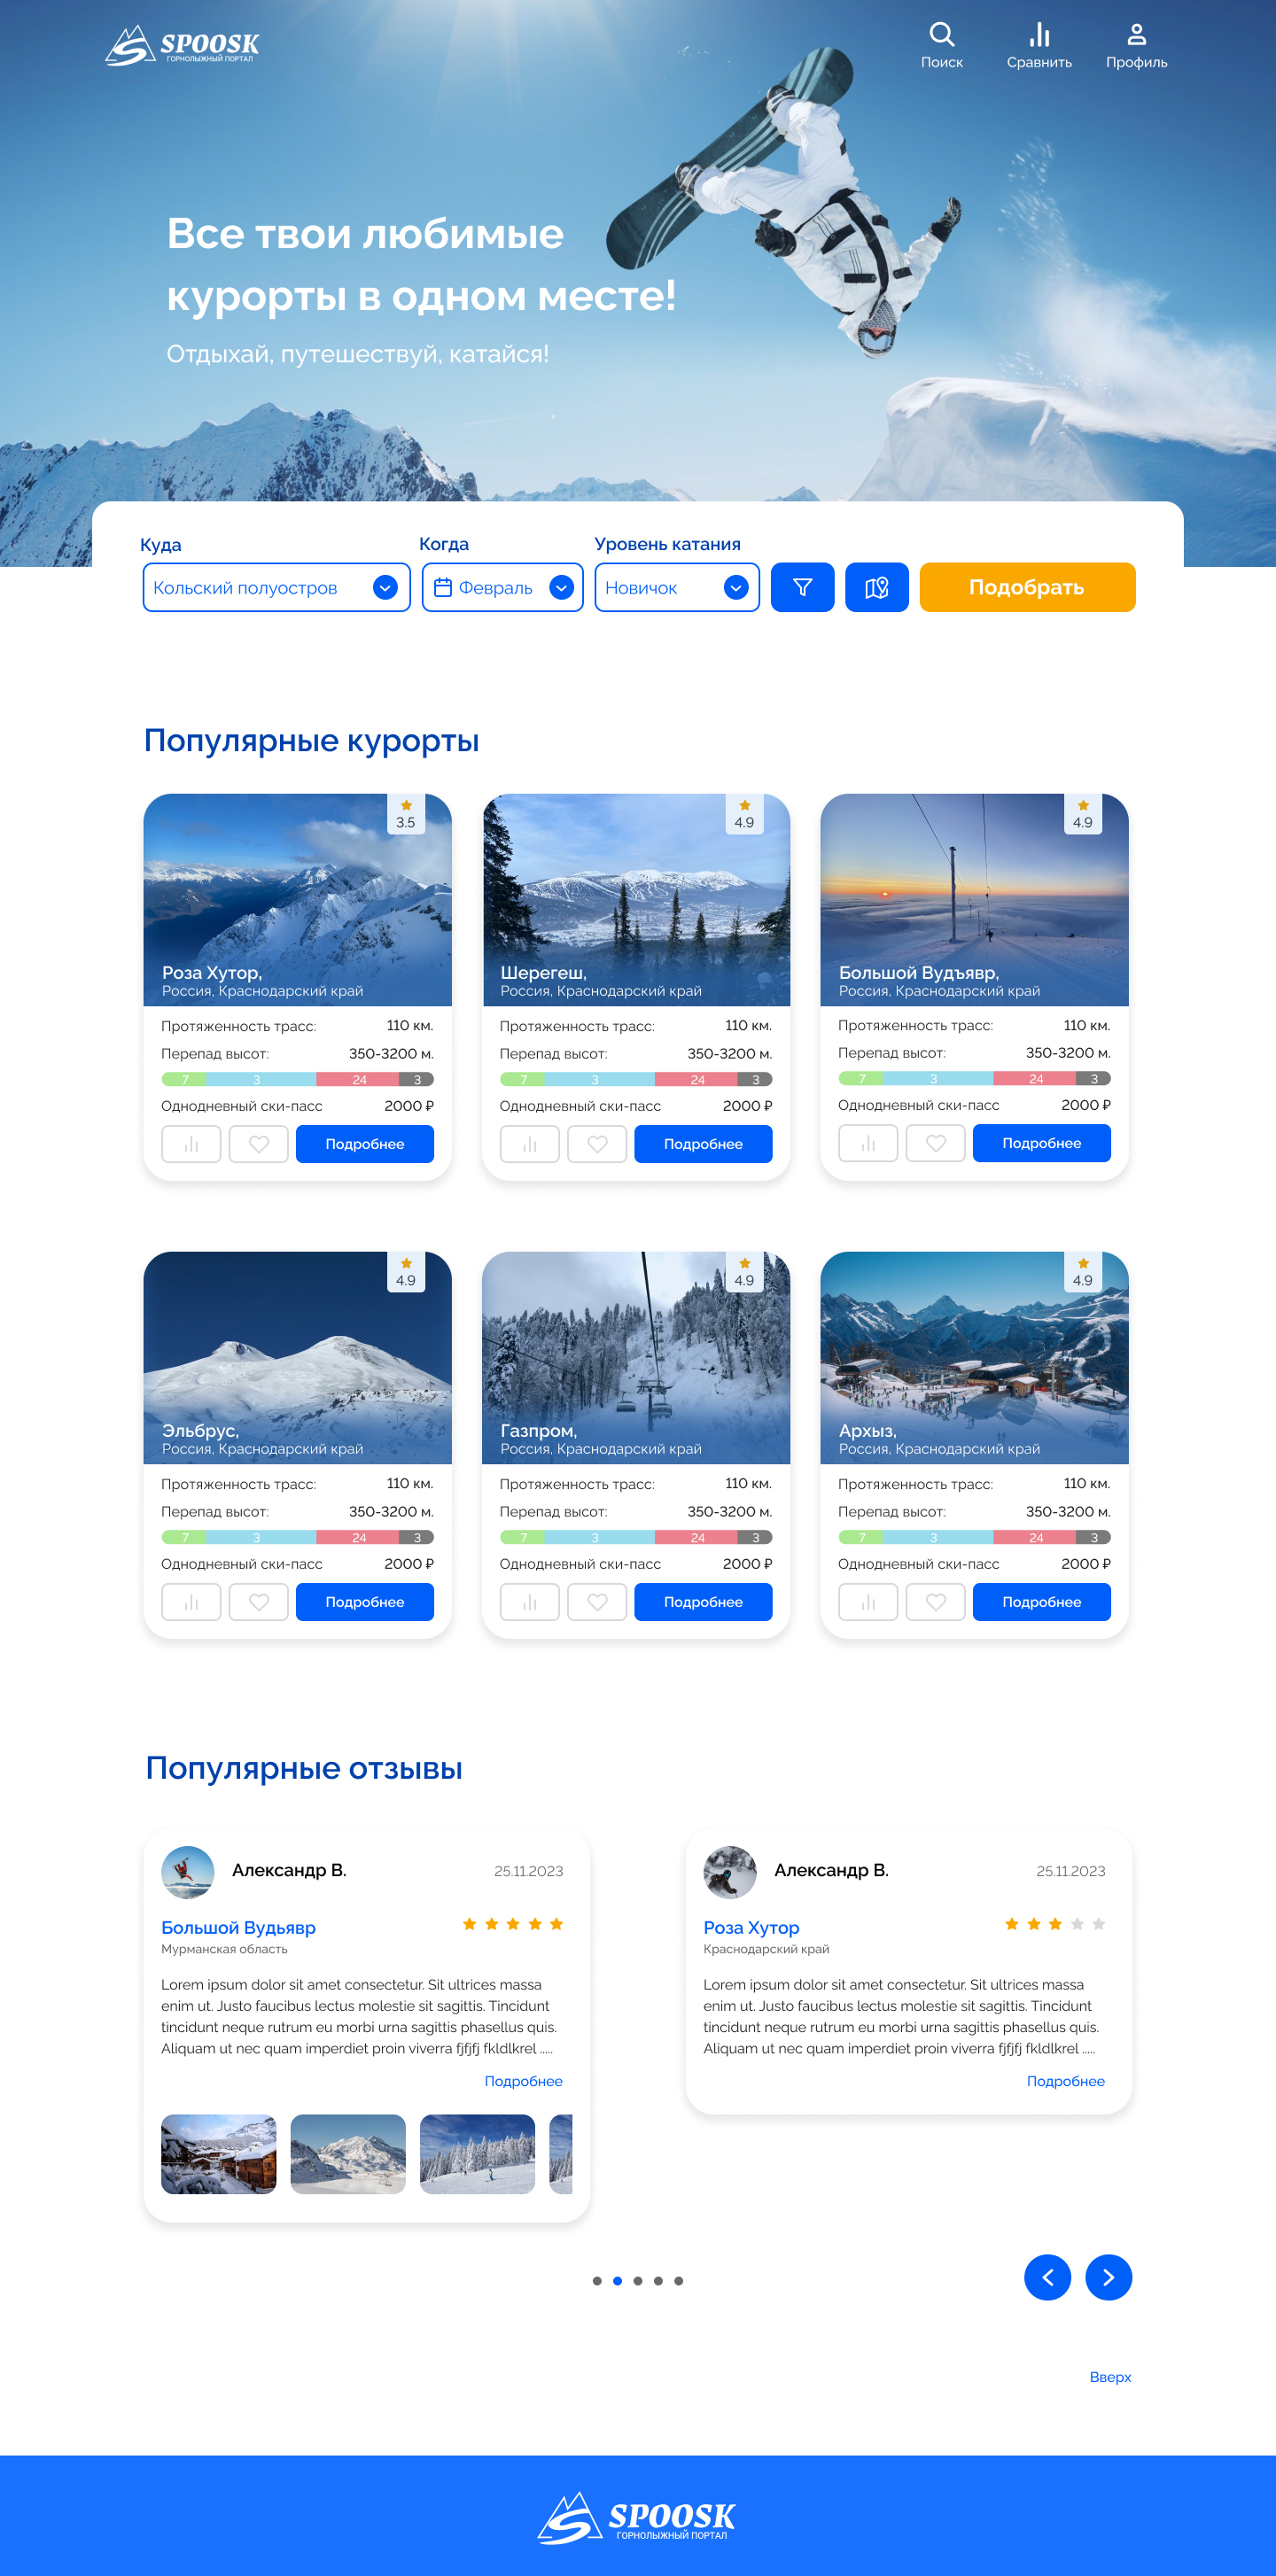 SPOOSK
ГОРНОЛЫЖНЫЙ ПОРТАЛ
Поиск
Сравнить
Профиль
Все твои любимые
курорты в одном месте!
Отдыхай, путешествуй, катайся!
Куда
Когда
Уровень катания
Кольский полуостров
Февраль
Новичок
Подобрать
Популярные курорты
3.5
Роза Хутор,
Россия, Краснодарский край
Протяженность трасс: 110 км.
Перепад высот: 350-3200 м.
7 3 24 3
Однодневный ски-пасс 2000 ₽
Подробнее
4.9
Шерегеш,
Россия, Краснодарский край
Протяженность трасс: 110 км.
Перепад высот: 350-3200 м.
7 3 24 3
Однодневный ски-пасс 2000 ₽
Подробнее
4.9
Большой Вудъявр,
Россия, Краснодарский край
Протяженность трасс: 110 км.
Перепад высот: 350-3200 м.
7 3 24 3
Однодневный ски-пасс 2000 ₽
Подробнее
4.9
Эльбрус,
Россия, Краснодарский край
Протяженность трасс: 110 км.
Перепад высот: 350-3200 м.
7 3 24 3
Однодневный ски-пасс 2000 ₽
Подробнее
4.9
Газпром,
Россия, Краснодарский край
Протяженность трасс: 110 км.
Перепад высот: 350-3200 м.
7 3 24 3
Однодневный ски-пасс 2000 ₽
Подробнее
4.9
Архыз,
Россия, Краснодарский край
Протяженность трасс: 110 км.
Перепад высот: 350-3200 м.
7 3 24 3
Однодневный ски-пасс 2000 ₽
Подробнее
Популярные отзывы
Александр В. 25.11.2023
Большой Вудьявр
Мурманская область
Lorem ipsum dolor sit amet consectetur. Sit ultrices massa
enim ut. Justo faucibus lectus molestie sit sagittis. Tincidunt
tincidunt neque rutrum eu morbi urna sagittis phasellus quis.
Aliquam ut nec quam imperdiet proin viverra fjfjfj fkldlkrel .....
Подробнее
Александр В. 25.11.2023
Роза Хутор
Краснодарский край
Lorem ipsum dolor sit amet consectetur. Sit ultrices massa
enim ut. Justo faucibus lectus molestie sit sagittis. Tincidunt
tincidunt neque rutrum eu morbi urna sagittis phasellus quis.
Aliquam ut nec quam imperdiet proin viverra fjfjfj fkldlkrel .....
Подробнее
Вверх
SPOOSK
ГОРНОЛЫЖНЫЙ ПОРТАЛ